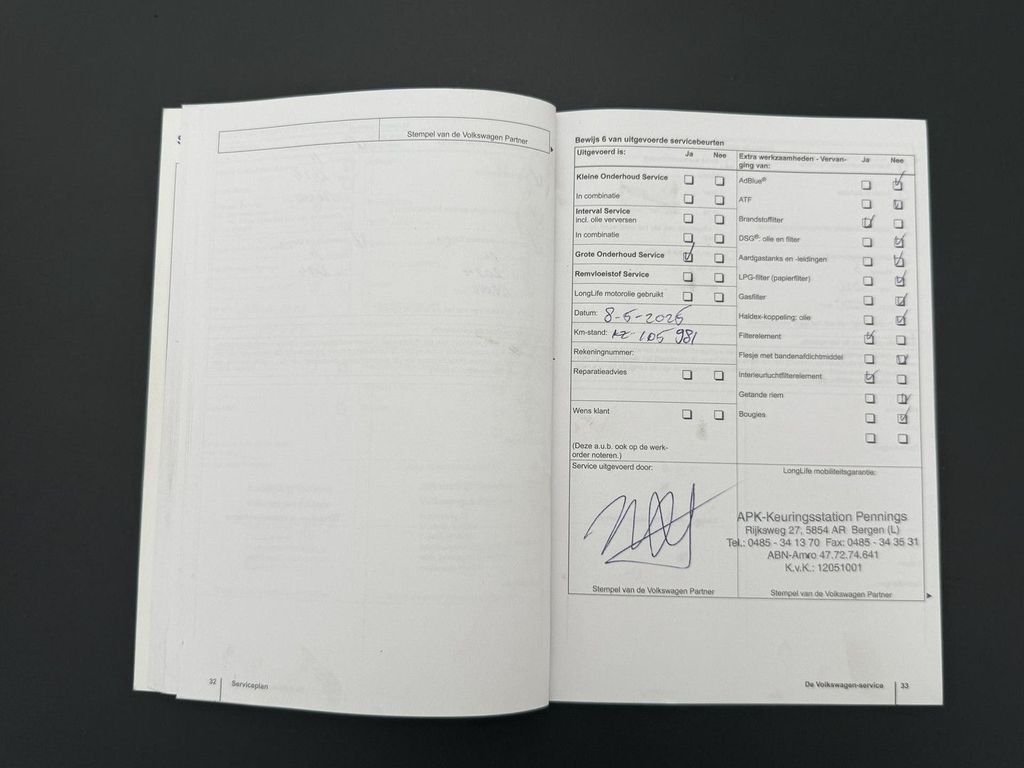 Stempel van de Volkswagen Partner
32 Serviceplan
Bewijs 6 van uitgevoerde servicebeurten
Uitgevoerd is: Ja Nee
Kleine Onderhoud Service
In combinatie
Interval Service
incl. olie verversen
In combinatie
Grote Onderhoud Service
Remvloeistof Service
LongLife motorolie gebruikt
Datum: 8-5-2025
Km-stand: 105 981
Rekeningnummer:
Reparatieadvies
Wens klant
(Deze a.u.b. ook op de werk-
order noteren.)
Service uitgevoerd door:
Stempel van de Volkswagen Partner
Extra werkzaamheden - Vervan-
ging van: Ja Nee
AdBlue®
ATF
Brandstoffilter
DSG®: olie en filter
Aardgastanks en -leidingen
LPG-filter (papierfilter)
Gasfilter
Haldex-koppeling: olie
Filterelement
Flesje met bandenafdichtmiddel
Interieurluchtfilterelement
Getande riem
Bougies
LongLife mobiliteitsgarantie:
APK-Keuringsstation Pennings
Rijksweg 27, 5854 AR Bergen (L)
Tel.: 0485 - 34 13 70 Fax: 0485 - 34 35 31
ABN-Amro 47.72.74.641
K.v.K.: 12051001
Stempel van de Volkswagen Partner
De Volkswagen-service 33